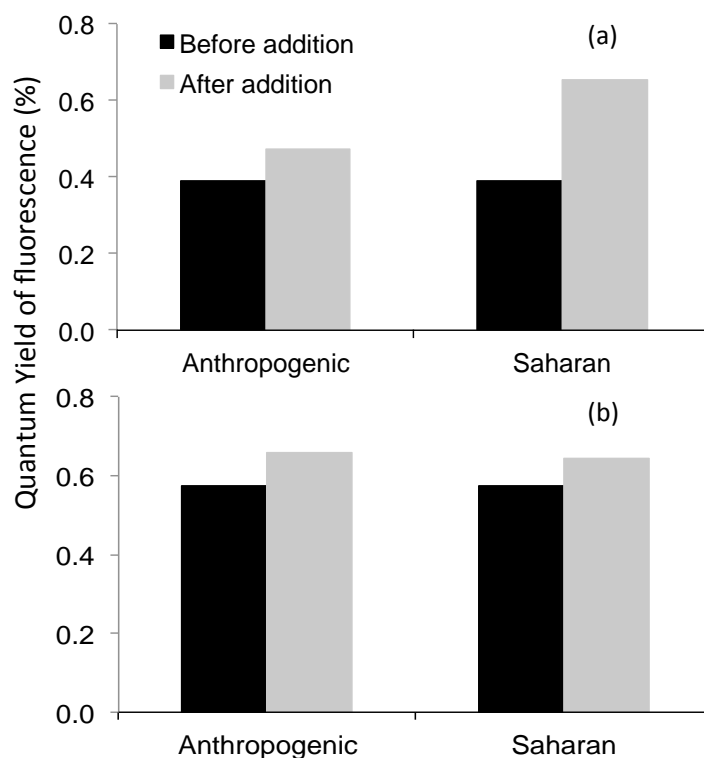 Quantum Yield of fluorescence (%)
0.8
0.6
0.4
0.2
0.0
Before addition
After addition
(a)
Anthropogenic Saharan
0.8
0.6
0.4
0.2
0.0
(b)
Anthropogenic Saharan